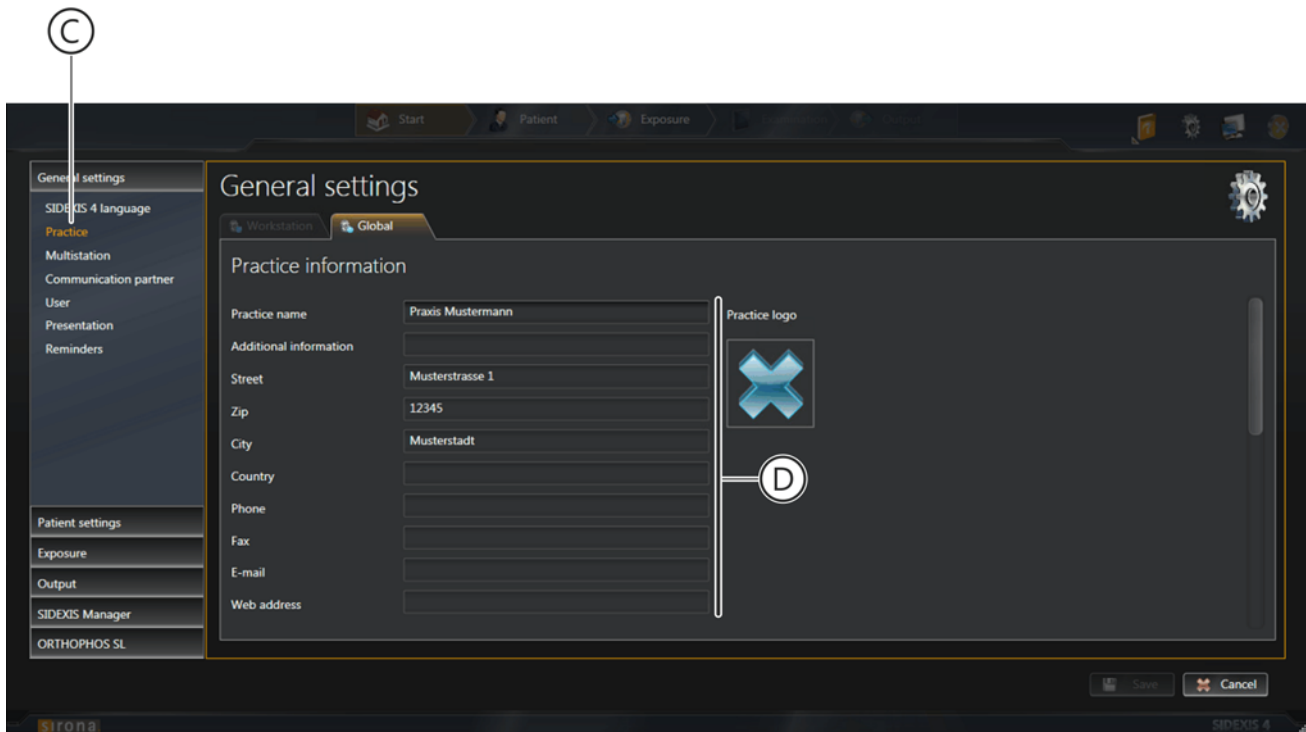 C
Start Patient Exposure Examination Output
General settings
SIDEXIS 4 language
Practice
Multistation
Communication partner
User
Presentation
Reminders
Patient settings
Exposure
Output
SIDEXIS Manager
ORTHOPHOS SL
General settings
Workstation Global
Practice information
Practice name Praxis Mustermann
Additional information
Street Musterstrasse 1
Zip 12345
City Musterstadt
Country
Phone
Fax
E-mail
Web address
Practice logo
D
Save Cancel
sirona SIDEXIS 4